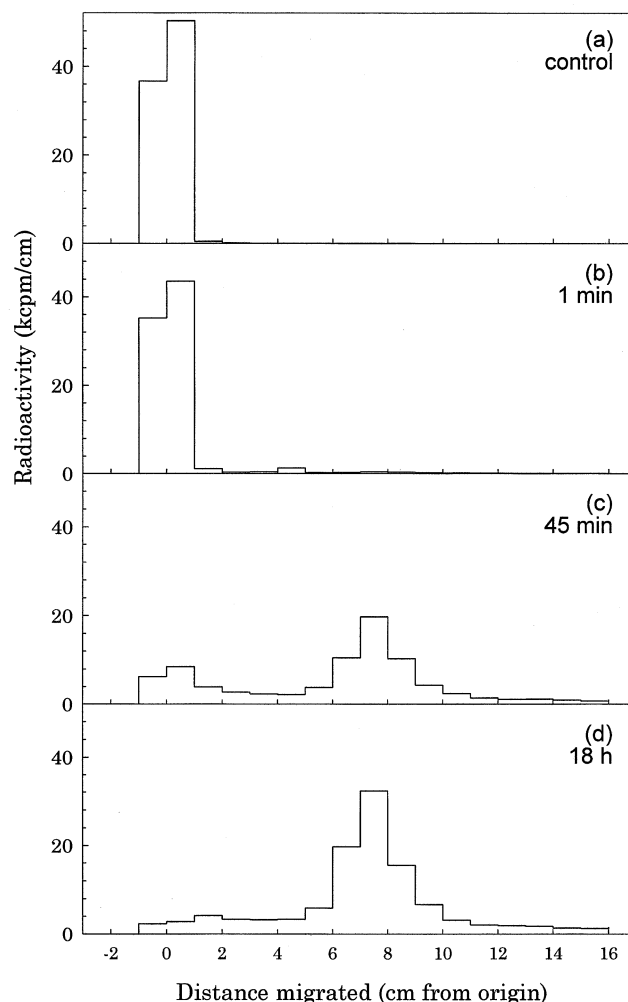 (a)
control
40
20
0
(b)
1 min
40
20
0
(c)
45 min
40
20
0
(d)
18 h
40
20
0
-2 0 2 4 6 8 10 12 14 16
Distance migrated (cm from origin)
Radioactivity (kcpm/cm)